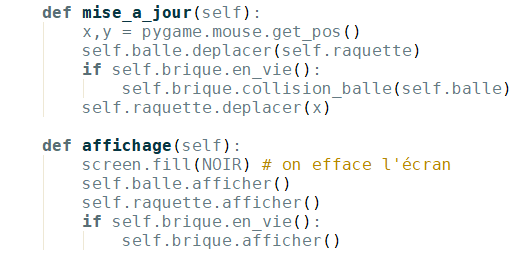 def mise_a_jour(self):
x,y = pygame.mouse.get_pos()
self.balle.deplacer(self.raquette)
if self.brique.en_vie():
self.brique.collision_balle(self.balle)
self.raquette.deplacer(x)
def affichage(self):
screen.fill(NOIR) # on efface l'écran
self.balle.afficher()
self.raquette.afficher()
if self.brique.en_vie():
self.brique.afficher()